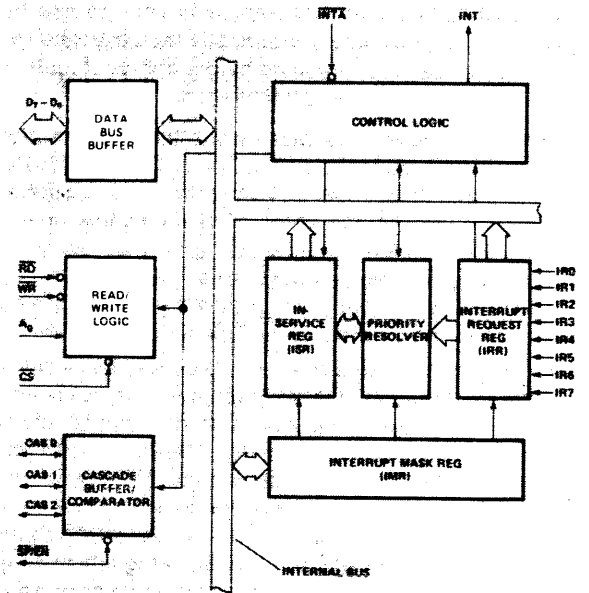 INTA
INT
CONTROL LOGIC
D7 – D0
DATA
BUS
BUFFER
RD
WR
A0
CS
READ/
WRITE
LOGIC
IN-
SERVICE
REG
(ISR)
PRIORITY
RESOLVER
INTERRUPT
REQUEST
REG
(IRR)
IR0
IR1
IR2
IR3
IR4
IR5
IR6
IR7
CAS 0
CAS 1
CAS 2
SP/EN
CASCADE
BUFFER/
COMPARATOR
INTERRUPT MASK REG
(IMR)
INTERNAL BUS